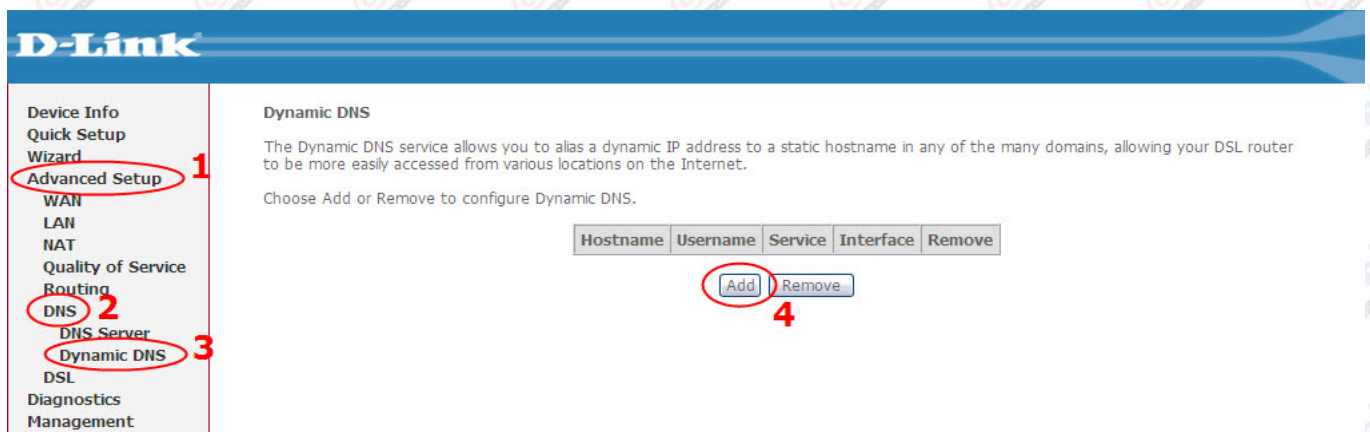 D-Link
Device Info
Quick Setup
Wizard
1
Advanced Setup
WAN
LAN
NAT
Quality of Service
Routing
DNS 2
DNS Server
Dynamic DNS 3
DSL
Diagnostics
Management
Dynamic DNS
The Dynamic DNS service allows you to alias a dynamic IP address to a static hostname in any of the many domains, allowing your DSL router
to be more easily accessed from various locations on the Internet.
Choose Add or Remove to configure Dynamic DNS.
Hostname Username Service Interface Remove
Add Remove
4